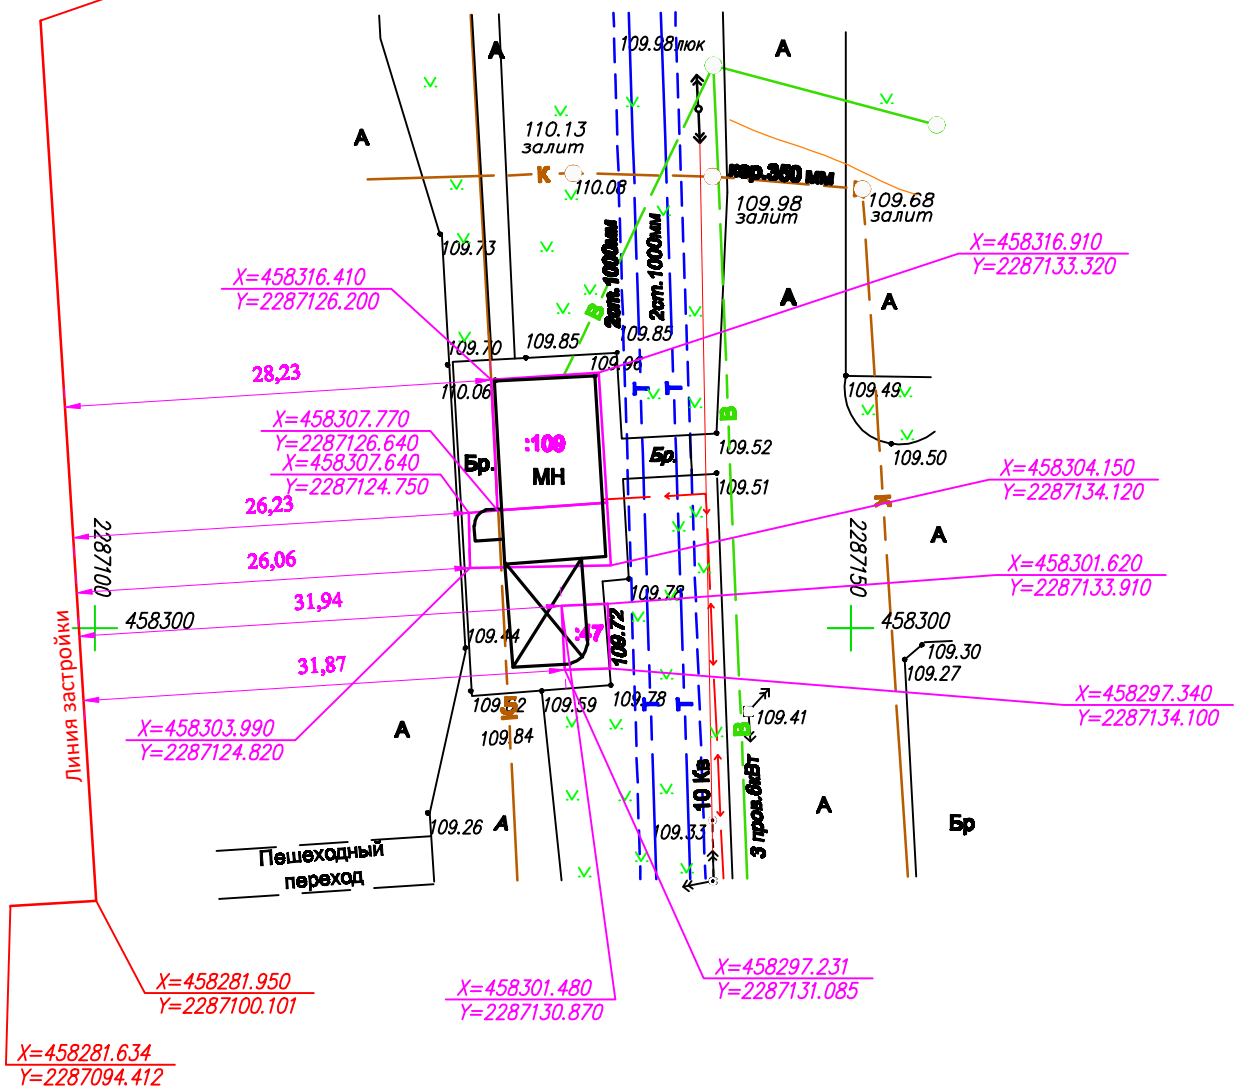 109.98люк
А
А
А
110.13
залит
К
110.08
кер.350 мм
109.98
залит
109.68
залит
109.73
2ст.1000мм
2ст.1000мм
X=458316.910
Y=2287133.320
X=458316.410
Y=2287126.200
В
А
А
109.85
109.85
109.70
109.96
110.06
28,23
Т
Т
109.49
X=458307.770
Y=2287126.640
:109
МН
В
109.52
109.50
Бр.
Бр.
X=458307.640
Y=2287124.750
109.51
X=458304.150
Y=2287134.120
К
26,23
А
2287100
2287150
26,06
X=458301.620
Y=2287133.910
109.78
31,94
458300
458300
:47
109.72
109.44
109.30
109.27
31,87
Линия застройки
109.59
109.78
Т
Т
X=458297.340
Y=2287134.100
109.41
X=458303.990
Y=2287124.820
А
109.84
В
10 Кв
3 пров.6кВт
А
А
Бр
109.26
109.33
Пешеходный
переход
X=458281.950
Y=2287100.101
X=458301.480
Y=2287130.870
X=458297.231
Y=2287131.085
X=458281.634
Y=2287094.412